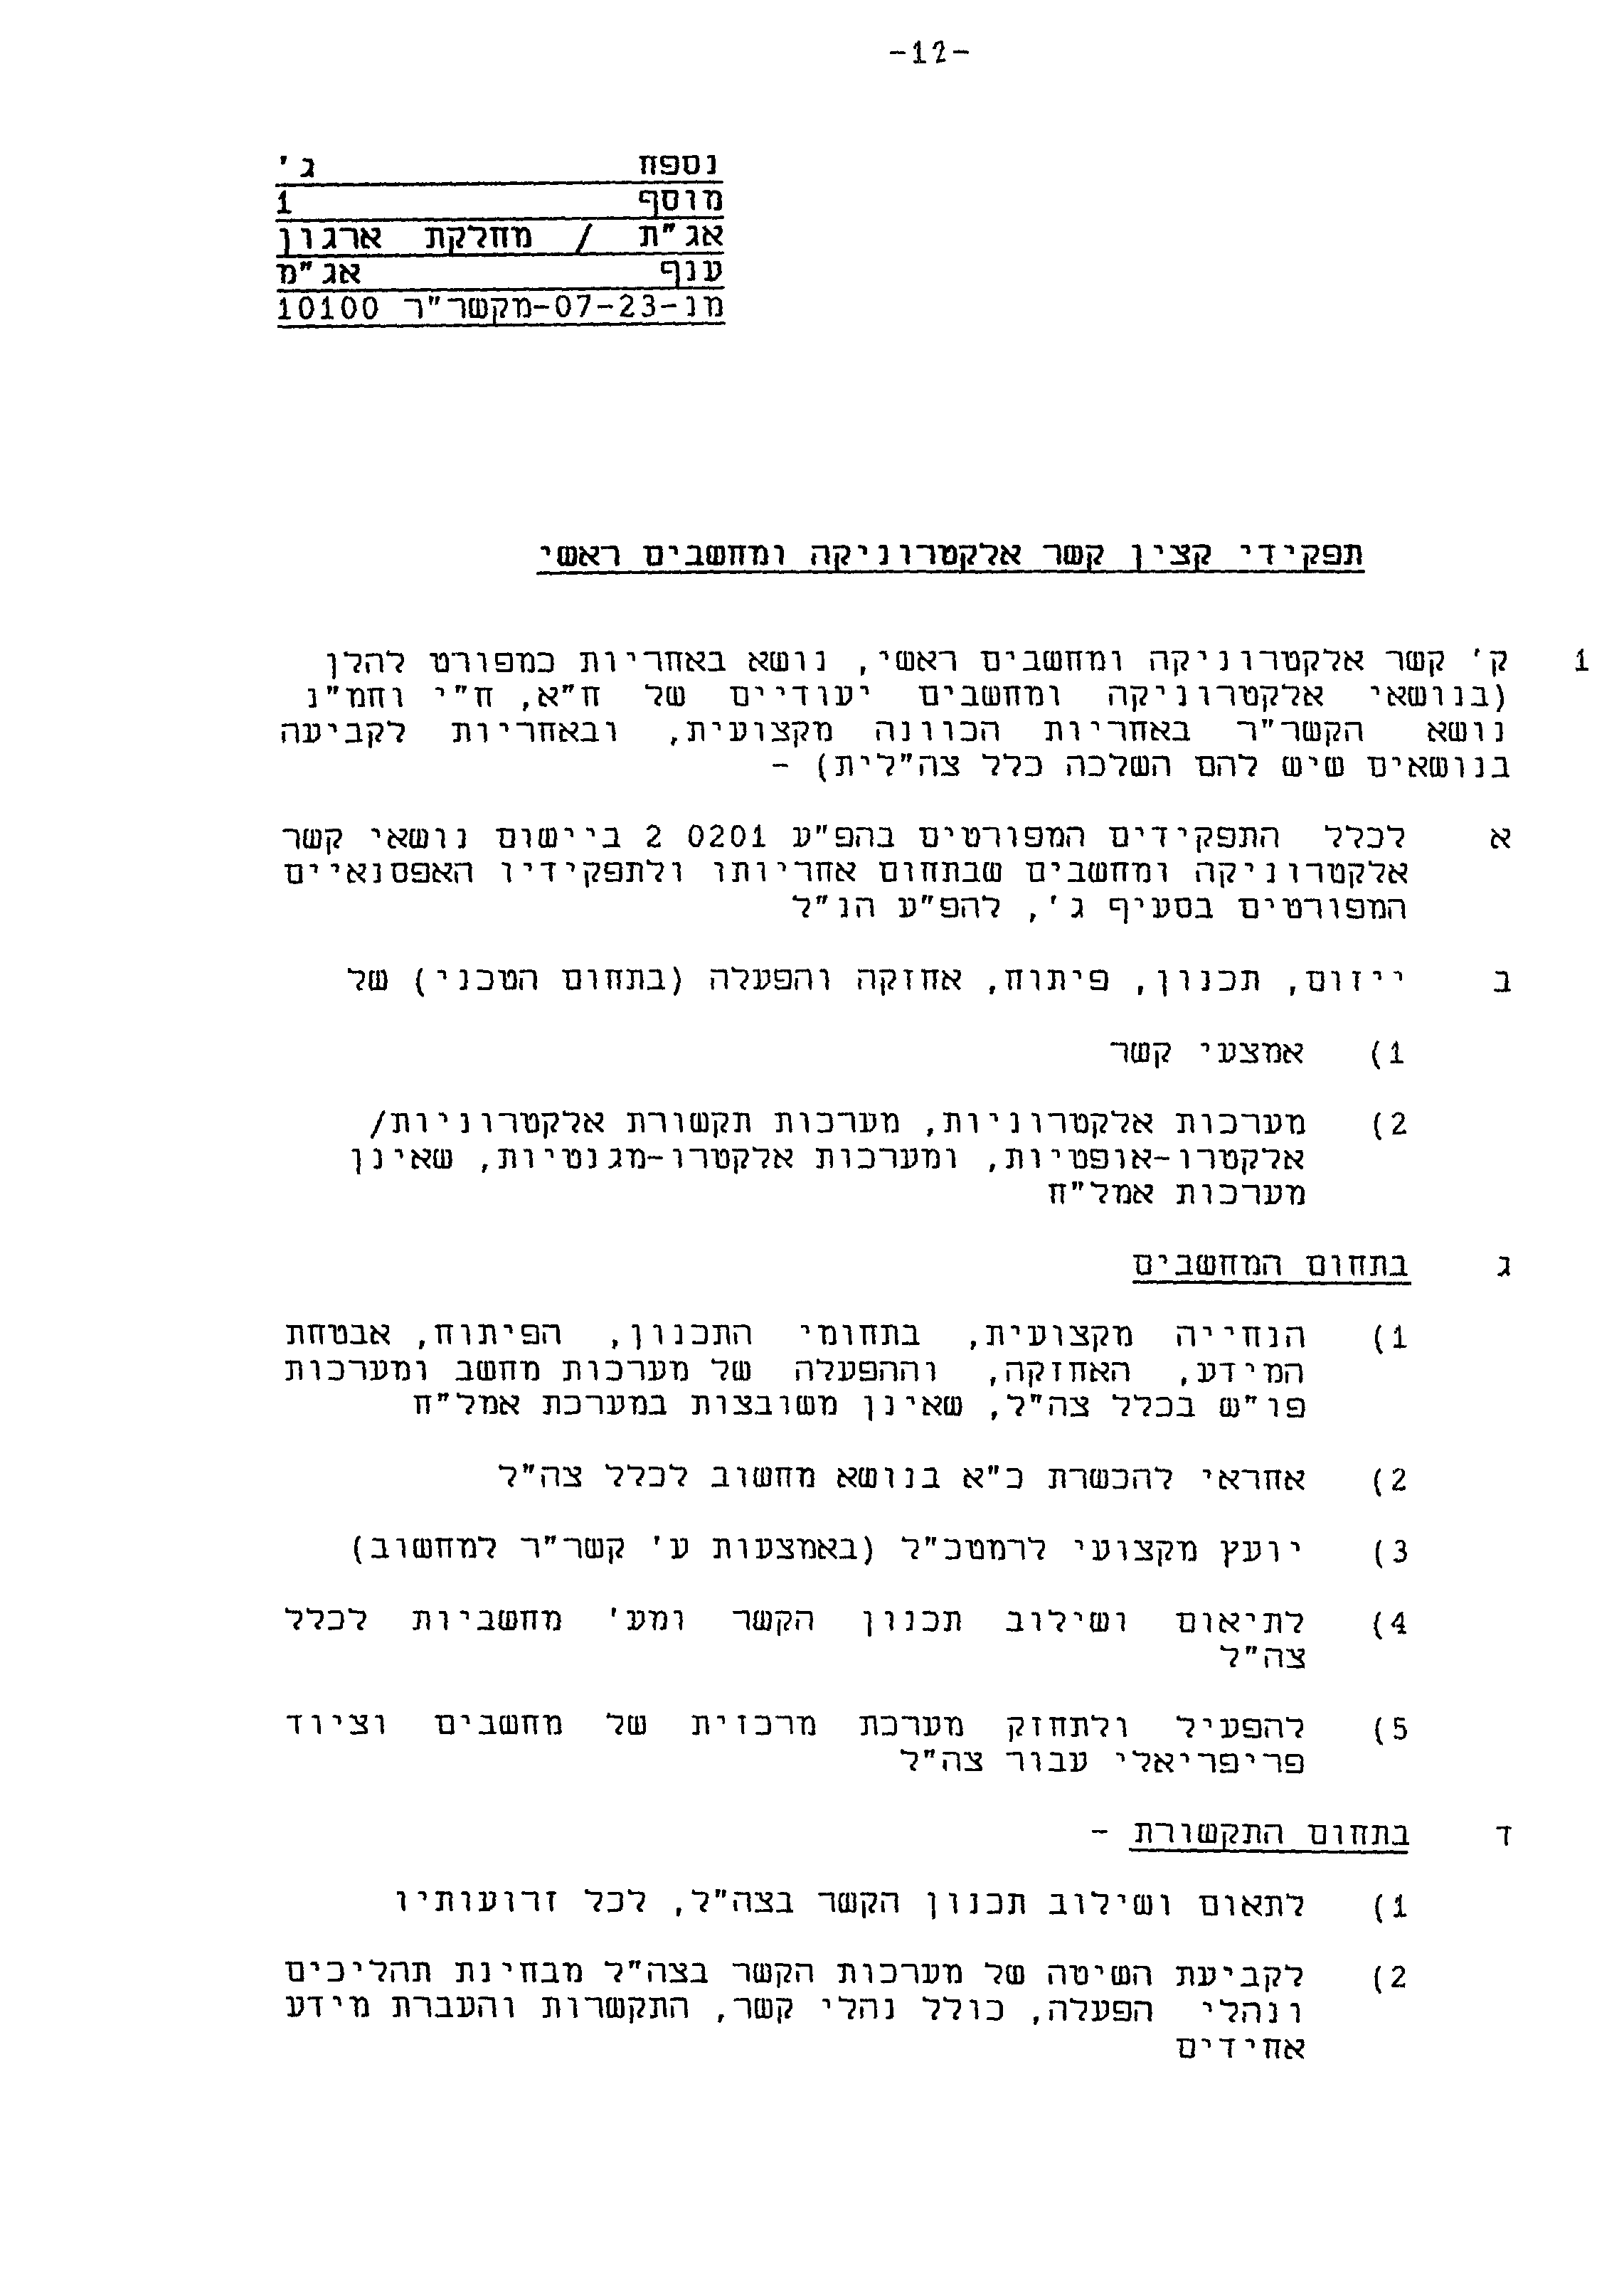 -12-
נספח ג'
מוסף 1
אג"ת / מחלקת ארגון
ענף אג"מ
מנ-07-23-מקשר"ר 10100
תפקידי קצין קשר אלקטרוניקה ומחשבים ראשי
1 ק' קשר אלקטרוניקה ומחשבים ראשי, נושא באחריות כמפורט להלן
(בנושאי אלקטרוניקה ומחשבים יעודיים של ח"א, ח"י וחמ"נ
נושא הקשר"ר באחריות הכוונה מקצועית, ובאחריות לקביעה
בנושאים שיש להם השלכה כלל צה"לית) -
א לכלל התפקידים המפורטים בהפ"ע 2 0201 ביישום נושאי קשר
אלקטרוניקה ומחשבים שבתחום אחריותו ולתפקידיו האפסנאיים
המפורטים בסעיף ג', להפ"ע הנ"ל
ב ייזום, תכנון, פיתוח, אחזקה והפעלה (בתחום הטכני) של
1) אמצעי קשר
2) מערכות אלקטרוניות, מערכות תקשורת אלקטרוניות/
אלקטרו-אופטיות, ומערכות אלקטרו-מגנטיות, שאינן
מערכות אמל"ח
ג בתחום המחשבים
1) הנחייה מקצועית, בתחומי התכנון, הפיתוח, אבטחת
המידע, האחזקה, וההפעלה של מערכות מחשב ומערכות
פו"ש בכלל צה"ל, שאינן משובצות במערכת אמל"ח
2) אחראי להכשרת כ"א בנושא מחשוב לכלל צה"ל
3) יועץ מקצועי לרמטכ"ל (באמצעות ע' קשר"ר למחשוב)
4) לתיאום ושילוב תכנון הקשר ומע' מחשביות לכלל
צה"ל
5) להפעיל ולתחזק מערכת מרכזית של מחשבים וציוד
פריפריאלי עבור צה"ל
ד בתחום התקשורת -
1) לתאום ושילוב תכנון הקשר בצה"ל, לכל זרועותיו
2) לקביעת השיטה של מערכות הקשר בצה"ל מבחינת תהליכים
ונהלי הפעלה, כולל נהלי קשר, התקשרות והעברת מידע
אחידים